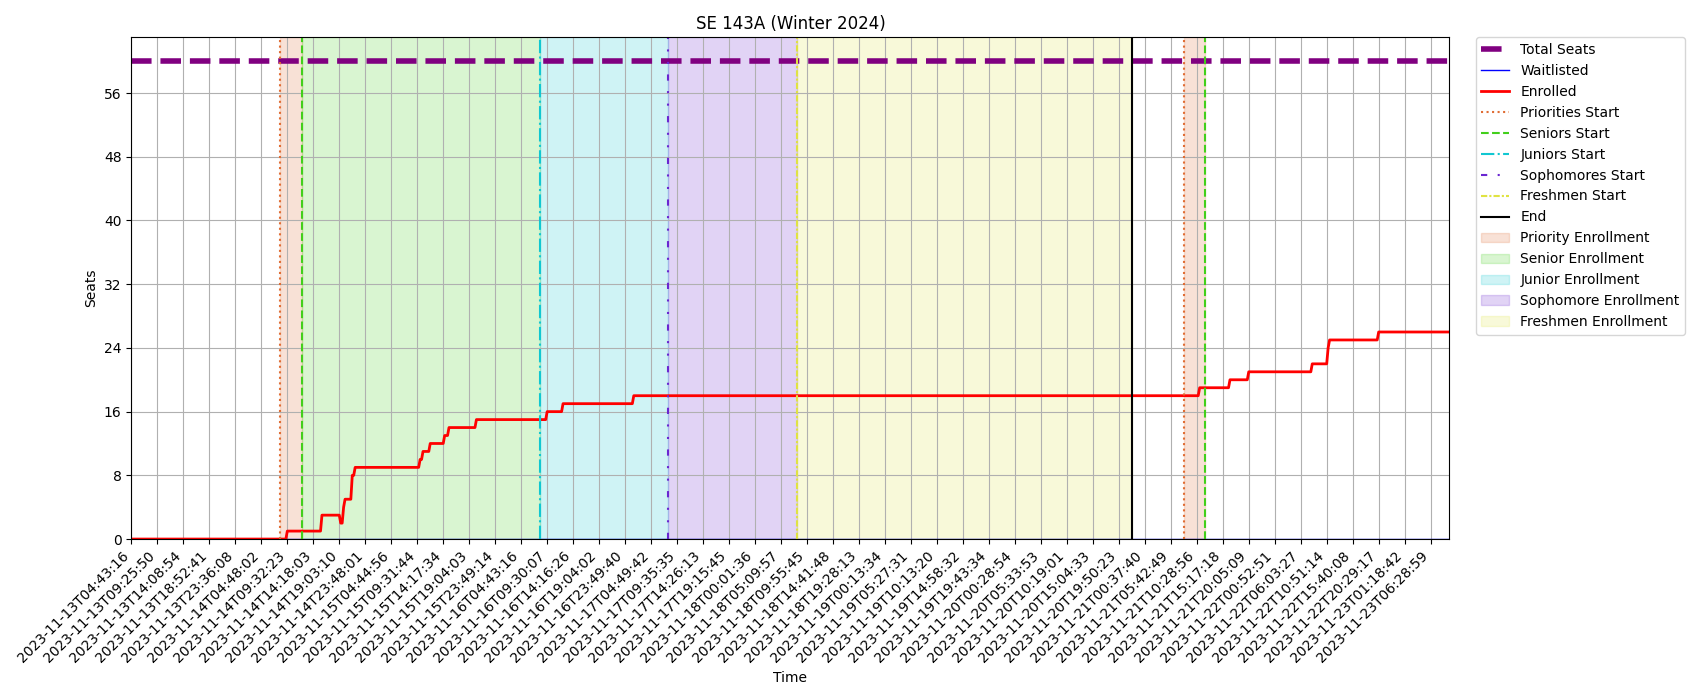 SE 143A (Winter 2024)
Total Seats
Waitlisted
Enrolled
Priorities Start
Seniors Start
Juniors Start
Sophomores Start
Freshmen Start
End
Priority Enrollment
Senior Enrollment
Junior Enrollment
Sophomore Enrollment
Freshmen Enrollment
Seats
56
48
40
32
24
16
8
0
2023-11-13T04:43:16
2023-11-13T09:25:50
2023-11-13T14:08:54
2023-11-13T18:52:41
2023-11-13T23:36:08
2023-11-14T04:48:02
2023-11-14T09:32:23
2023-11-14T14:18:03
2023-11-14T19:03:10
2023-11-14T23:48:01
2023-11-15T04:44:56
2023-11-15T09:31:44
2023-11-15T14:17:34
2023-11-15T19:04:03
2023-11-15T23:49:14
2023-11-16T04:43:16
2023-11-16T09:30:07
2023-11-16T14:16:26
2023-11-16T19:04:02
2023-11-16T23:49:40
2023-11-17T04:49:42
2023-11-17T09:35:35
2023-11-17T14:26:13
2023-11-17T19:15:45
2023-11-18T00:01:36
2023-11-18T05:09:57
2023-11-18T09:55:45
2023-11-18T14:41:48
2023-11-18T19:28:13
2023-11-19T00:13:34
2023-11-19T05:27:31
2023-11-19T10:13:20
2023-11-19T14:58:32
2023-11-19T19:43:34
2023-11-20T00:28:54
2023-11-20T05:33:53
2023-11-20T10:19:01
2023-11-20T15:04:33
2023-11-20T19:50:23
2023-11-21T00:37:40
2023-11-21T05:42:49
2023-11-21T10:28:56
2023-11-21T15:17:18
2023-11-21T20:05:09
2023-11-22T00:52:51
2023-11-22T06:03:27
2023-11-22T10:51:14
2023-11-22T15:40:08
2023-11-22T20:29:17
2023-11-23T01:18:42
2023-11-23T06:28:59
Time